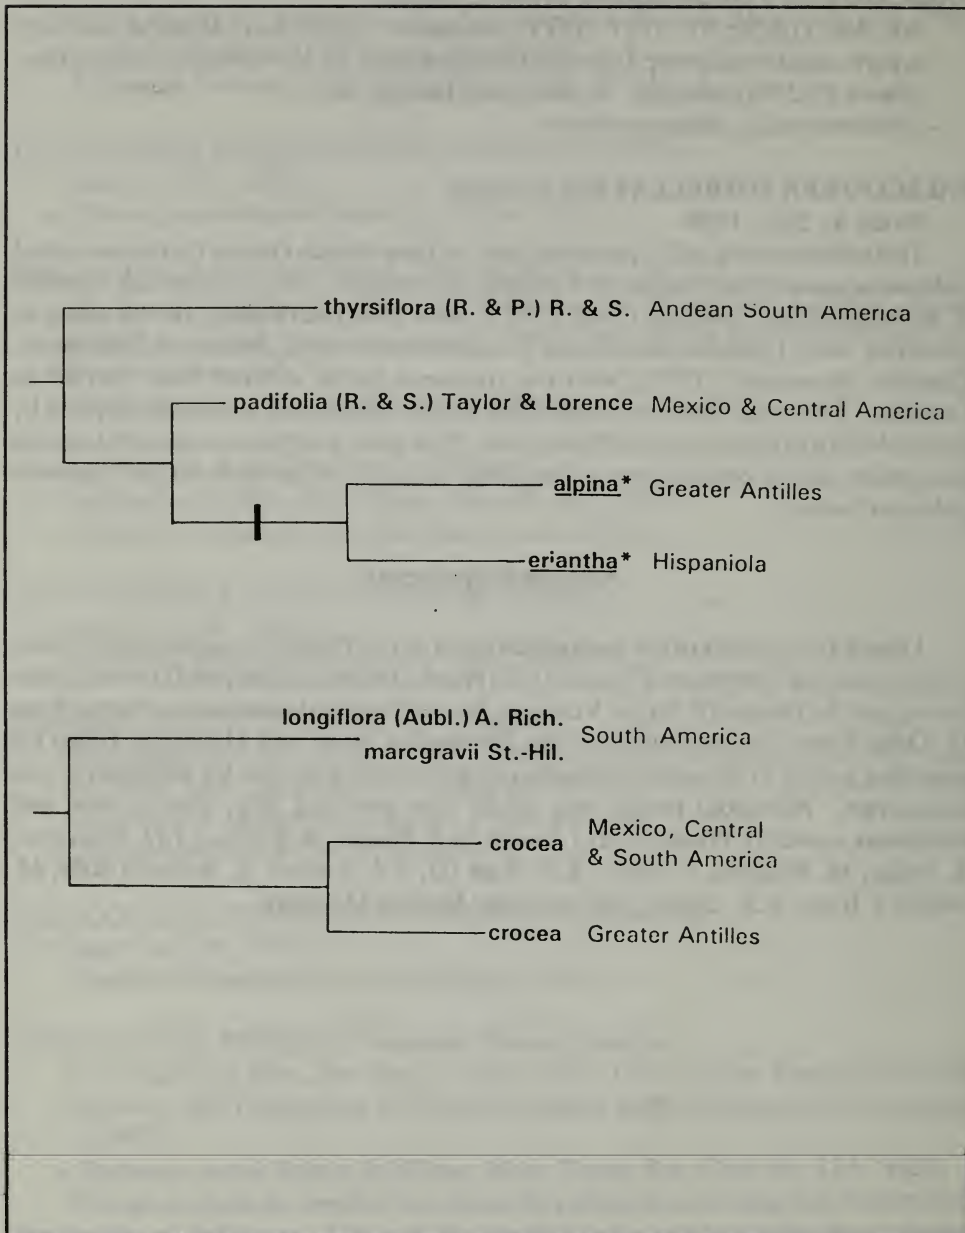 thyrsiflora (R. & P.) R. & S. Andean South America
padifolia (R. & S.) Taylor & Lorence Mexico & Central America
alpina* Greater Antilles
eriantha* Hispaniola
longiflora (Aubl.) A. Rich.
marcgravii St.-Hil.
South America
crocea
Mexico, Central
& South America
crocea Greater Antilles